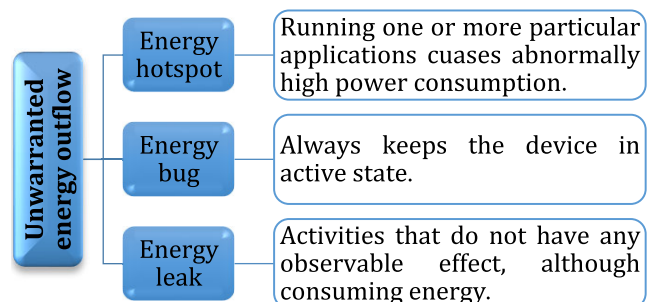 Unwarranted
energy outflow
Energy
hotspot
Running one or more particular
applications cuases abnormally
high power consumption.
Energy
bug
Always keeps the device in
active state.
Energy
leak
Activities that do not have any
observable effect, although
consuming energy.